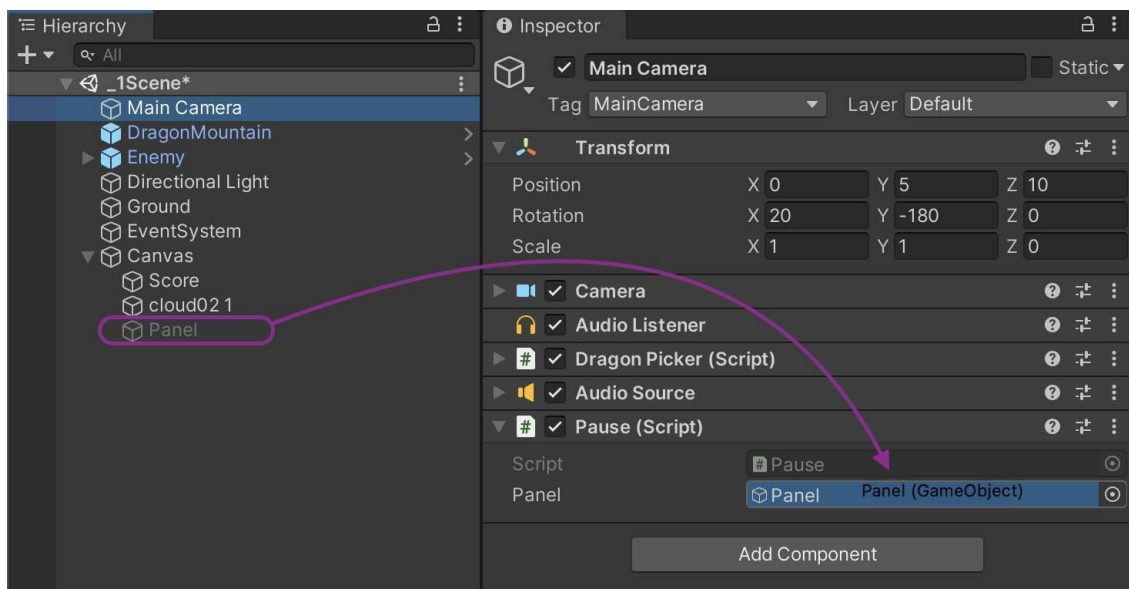 Hierarchy
All
_1Scene*
Main Camera
DragonMountain
Enemy
Directional Light
Ground
EventSystem
Canvas
Score
cloud02 1
Panel
Inspector
Main Camera
Static
Tag MainCamera Layer Default
Transform
Position X 0 Y 5 Z 10
Rotation X 20 Y -180 Z 0
Scale X 1 Y 1 Z 0
Camera
Audio Listener
# Dragon Picker (Script)
Audio Source
# Pause (Script)
Script # Pause
Panel Panel Panel (GameObject)
Add Component